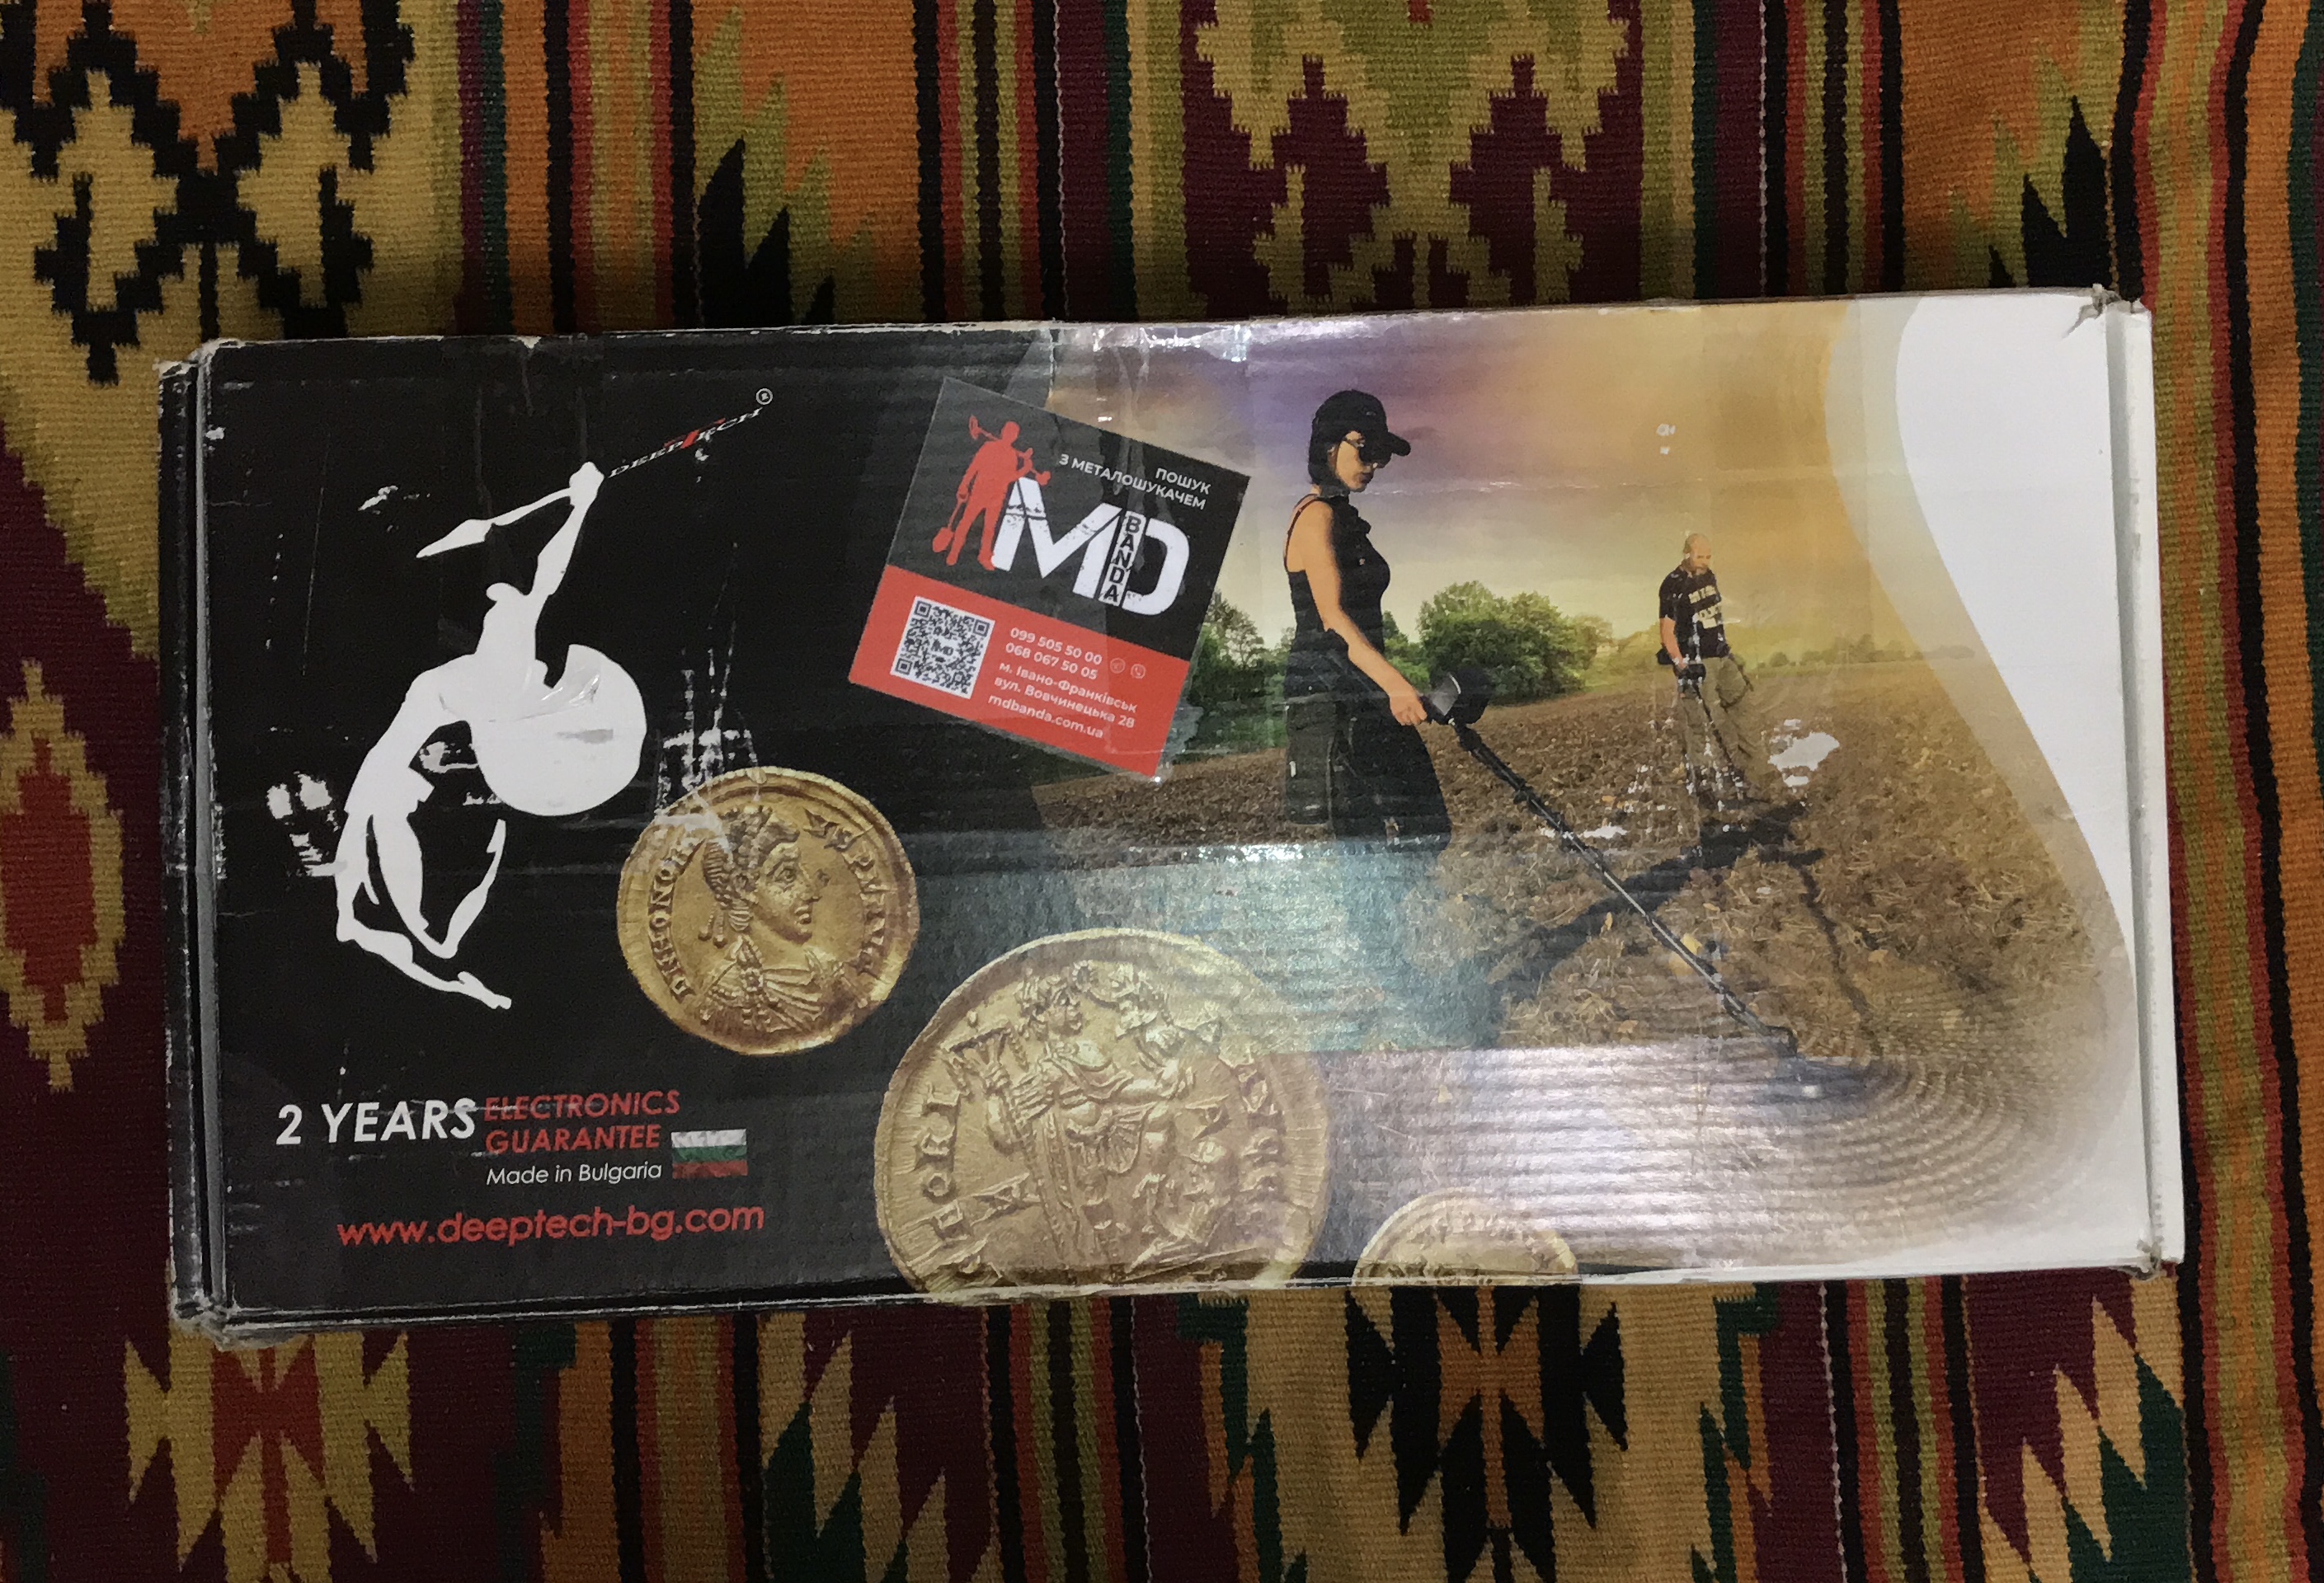 DEEPTECH®
ПОШУК
З МЕТАЛОШУКАЧЕМ
MD
BANDA
099 505 50 00
068 067 50 05
м. Івано-Франківськ
вул. Вовчинецька 28
mdbanda.com.ua
2 YEARS ELECTRONICS
GUARANTEE
Made in Bulgaria
www.deeptech-bg.com